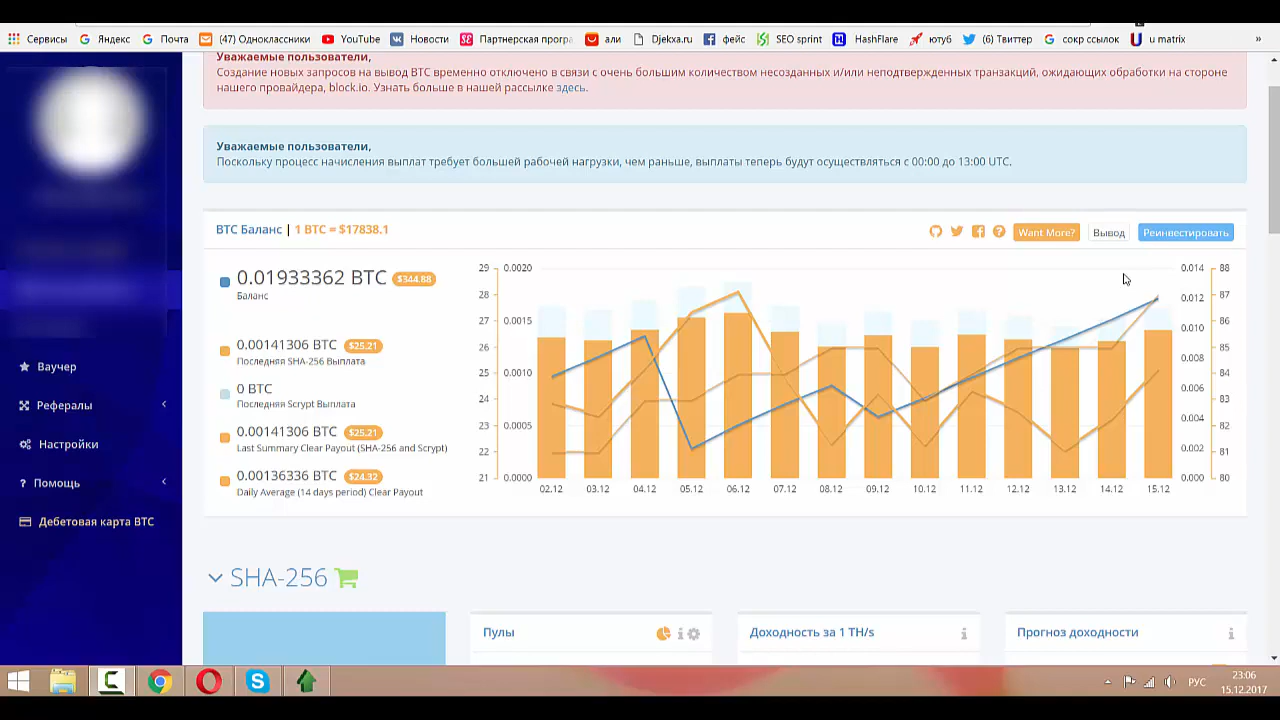 Сервисы Яндекс Почта (47) Одноклассники YouTube Новости Партнерская прогр али Djekxa.ru фейс SEO sprint HashFlare ютуб (6) Твиттер сокр ссылок u matrix »
Уважаемые пользователи,
Создание новых запросов на вывод BTC временно отключено в связи с очень большим количеством несозданных и/или неподтвержденных транзакций, ожидающих обработки на стороне
нашего провайдера, block.io. Узнать больше в нашей рассылке здесь.
Уважаемые пользователи,
Поскольку процесс начисления выплат требует большей рабочей нагрузки, чем раньше, выплаты теперь будут осуществляться с 00:00 до 13:00 UTC.
BTC Баланс | 1 BTC = $17838.1
Want More? Вывод Реинвестировать
0.01933362 BTC $344.88
Баланс
0.00141306 BTC $25.21
Последняя SHA-256 Выплата
0 BTC
Последняя Scrypt Выплата
0.00141306 BTC $25.21
Last Summary Clear Payout (SHA-256 and Scrypt)
0.00136336 BTC $24.32
Daily Average (14 days period) Clear Payout
29 0.0020 0.014 88
28 0.012 87
27 0.0015 0.010 86
26 0.008 85
25 0.0010 0.006 84
24 0.004 83
23 0.0005 0.002 82
22 0.000 81
21 0.0000 80
02.12 03.12 04.12 05.12 06.12 07.12 08.12 09.12 10.12 11.12 12.12 13.12 14.12 15.12
Ваучер
Рефералы
Настройки
? Помощь
Дебетовая карта BTC
SHA-256
Пулы
Доходность за 1 TH/s
Прогноз доходности
РУС
23:06
15.12.2017